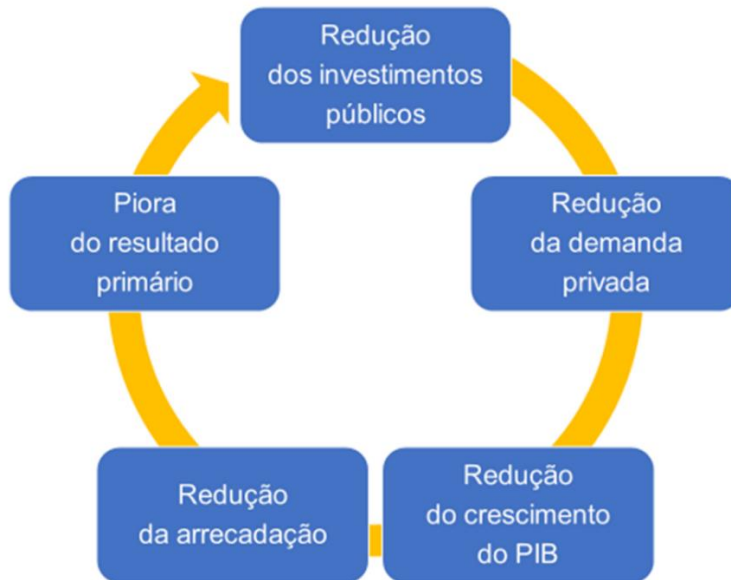 Redução
dos investimentos
públicos
Redução
da demanda
privada
Redução
do crescimento
do PIB
Redução
da arrecadação
Piora
do resultado
primário